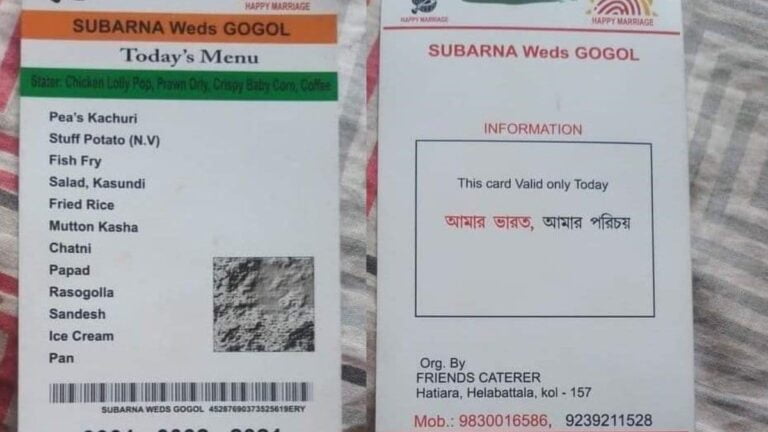 HAPPY MARRIAGE
SUBARNA Weds GOGOL
Today's Menu
Stater: Chicken Lolly Pop, Prawn Orly, Crispy Baby Corn, Coffee
Pea's Kachuri
Stuff Potato (N.V)
Fish Fry
Salad, Kasundi
Fried Rice
Mutton Kasha
Chatni
Papad
Rasogolla
Sandesh
Ice Cream
Pan
SUBARNA WEDS GOGOL 45287690373525619ERY
HAPPY MARRIAGE
HAPPY MARRIAGE
SUBARNA Weds GOGOL
INFORMATION
This card Valid only Today
আমার ভারত, আমার পরিচয়
Org. By
FRIENDS CATERER
Hatiara, Helabattala, kol - 157
Mob.: 9830016586, 9239211528